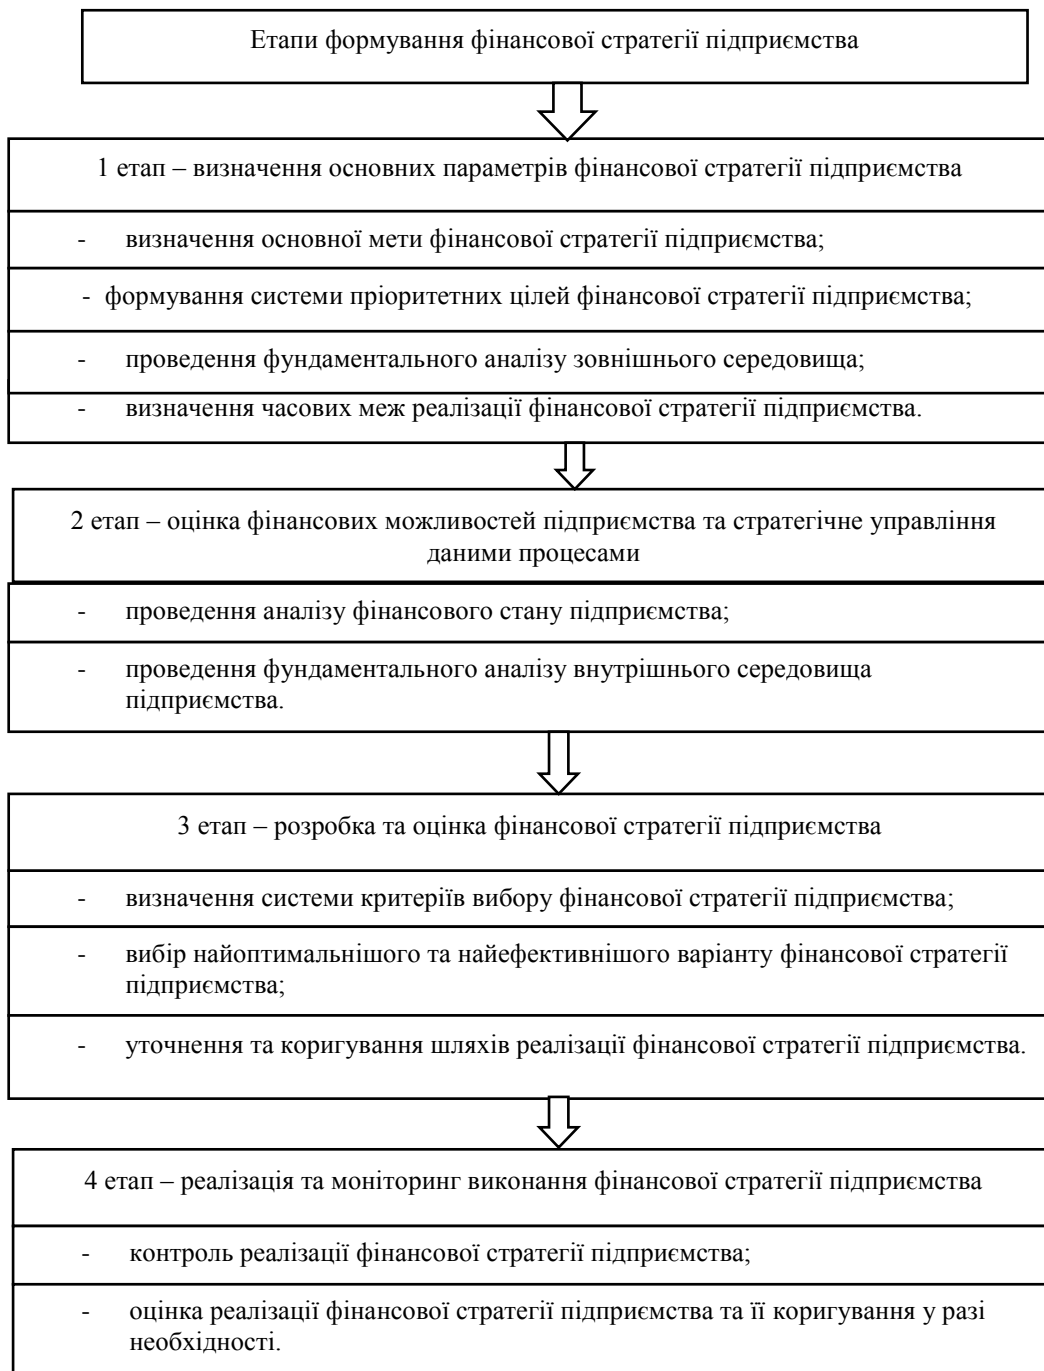 Етапи формування фінансової стратегії підприємства
1 етап – визначення основних параметрів фінансової стратегії підприємства
- визначення основної мети фінансової стратегії підприємства;
- формування системи пріоритетних цілей фінансової стратегії підприємства;
- проведення фундаментального аналізу зовнішнього середовища;
- визначення часових меж реалізації фінансової стратегії підприємства.
2 етап – оцінка фінансових можливостей підприємства та стратегічне управління
даними процесами
- проведення аналізу фінансового стану підприємства;
- проведення фундаментального аналізу внутрішнього середовища
підприємства.
3 етап – розробка та оцінка фінансової стратегії підприємства
- визначення системи критеріїв вибору фінансової стратегії підприємства;
- вибір найоптимальнішого та найефективнішого варіанту фінансової стратегії
підприємства;
- уточнення та коригування шляхів реалізації фінансової стратегії підприємства.
4 етап – реалізація та моніторинг виконання фінансової стратегії підприємства
- контроль реалізації фінансової стратегії підприємства;
- оцінка реалізації фінансової стратегії підприємства та її коригування у разі
необхідності.